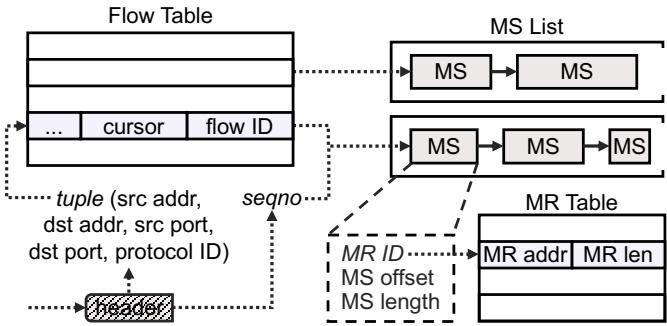 Flow Table
MS List
MS MS
... cursor flow ID
MS MS MS
tuple (src addr,
dst addr, src port,
dst port, protocol ID)
seqno
MR Table
MR ID
MS offset
MS length
MR addr MR len
header